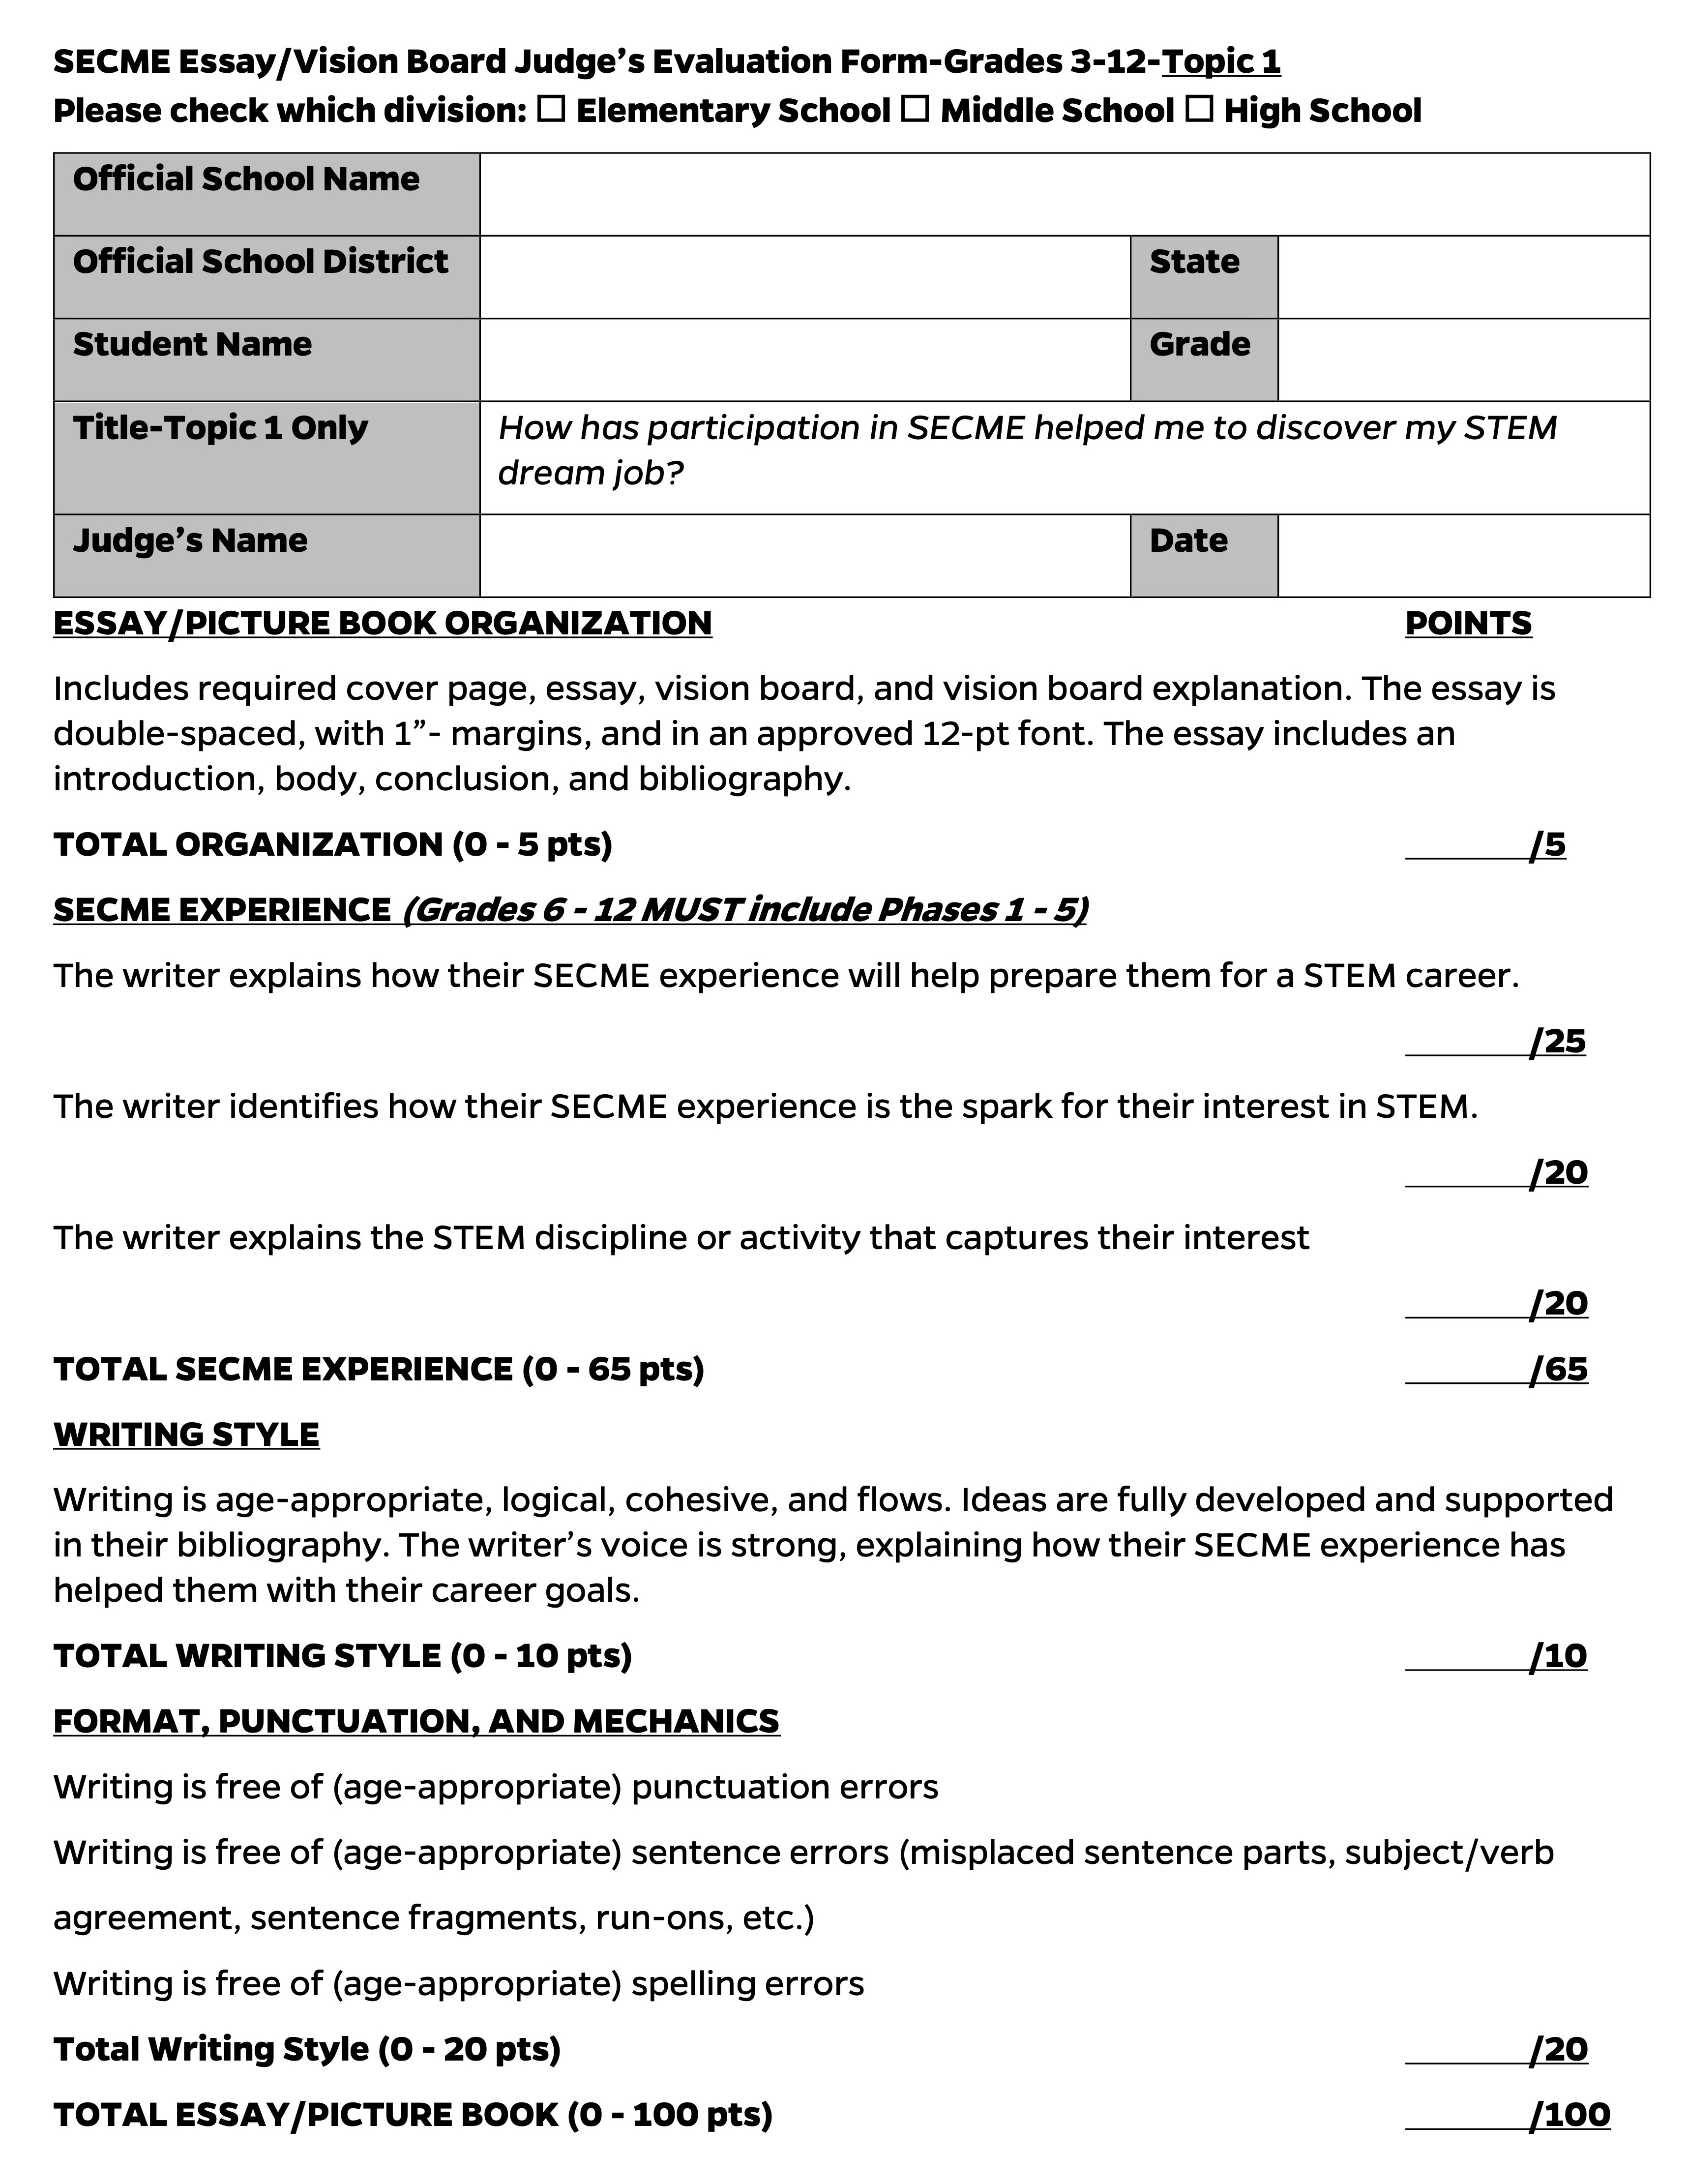 SECME Essay/Vision Board Judge’s Evaluation Form-Grades 3-12-Topic 1
Please check which division: ☐ Elementary School ☐ Middle School ☐ High School
Official School Name
Official School District State
Student Name Grade
Title-Topic 1 Only How has participation in SECME helped me to discover my STEM
dream job?
Judge’s Name Date
ESSAY/PICTURE BOOK ORGANIZATION POINTS
Includes required cover page, essay, vision board, and vision board explanation. The essay is
double-spaced, with 1”- margins, and in an approved 12-pt font. The essay includes an
introduction, body, conclusion, and bibliography.
TOTAL ORGANIZATION (0 - 5 pts) ______/5
SECME EXPERIENCE (Grades 6 - 12 MUST include Phases 1 - 5)
The writer explains how their SECME experience will help prepare them for a STEM career.
______/25
The writer identifies how their SECME experience is the spark for their interest in STEM.
______/20
The writer explains the STEM discipline or activity that captures their interest
______/20
TOTAL SECME EXPERIENCE (0 - 65 pts) ______/65
WRITING STYLE
Writing is age-appropriate, logical, cohesive, and flows. Ideas are fully developed and supported
in their bibliography. The writer’s voice is strong, explaining how their SECME experience has
helped them with their career goals.
TOTAL WRITING STYLE (0 - 10 pts) ______/10
FORMAT, PUNCTUATION, AND MECHANICS
Writing is free of (age-appropriate) punctuation errors
Writing is free of (age-appropriate) sentence errors (misplaced sentence parts, subject/verb
agreement, sentence fragments, run-ons, etc.)
Writing is free of (age-appropriate) spelling errors
Total Writing Style (0 - 20 pts) ______/20
TOTAL ESSAY/PICTURE BOOK (0 - 100 pts) ______/100